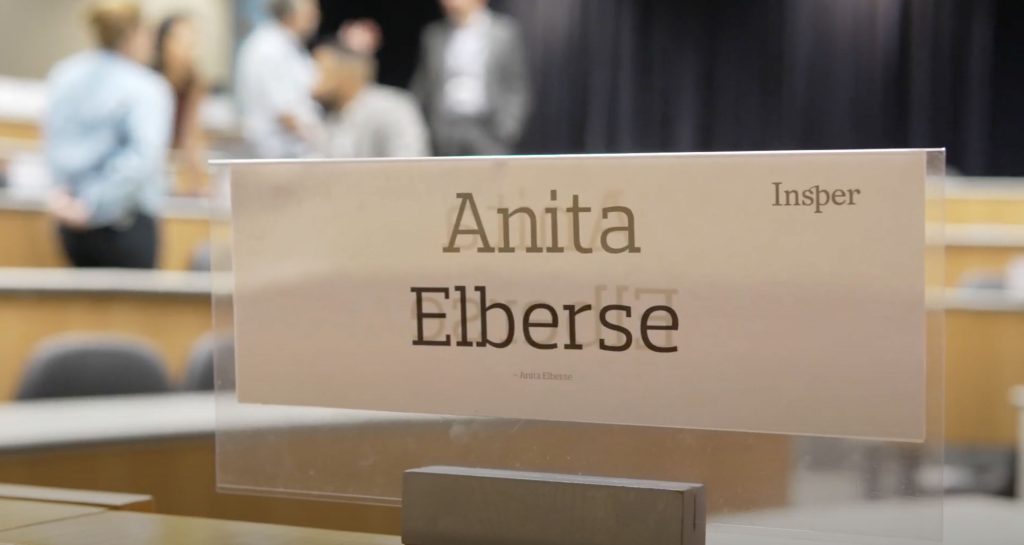 Insper
Anita
Elberse
- Anita Elberse